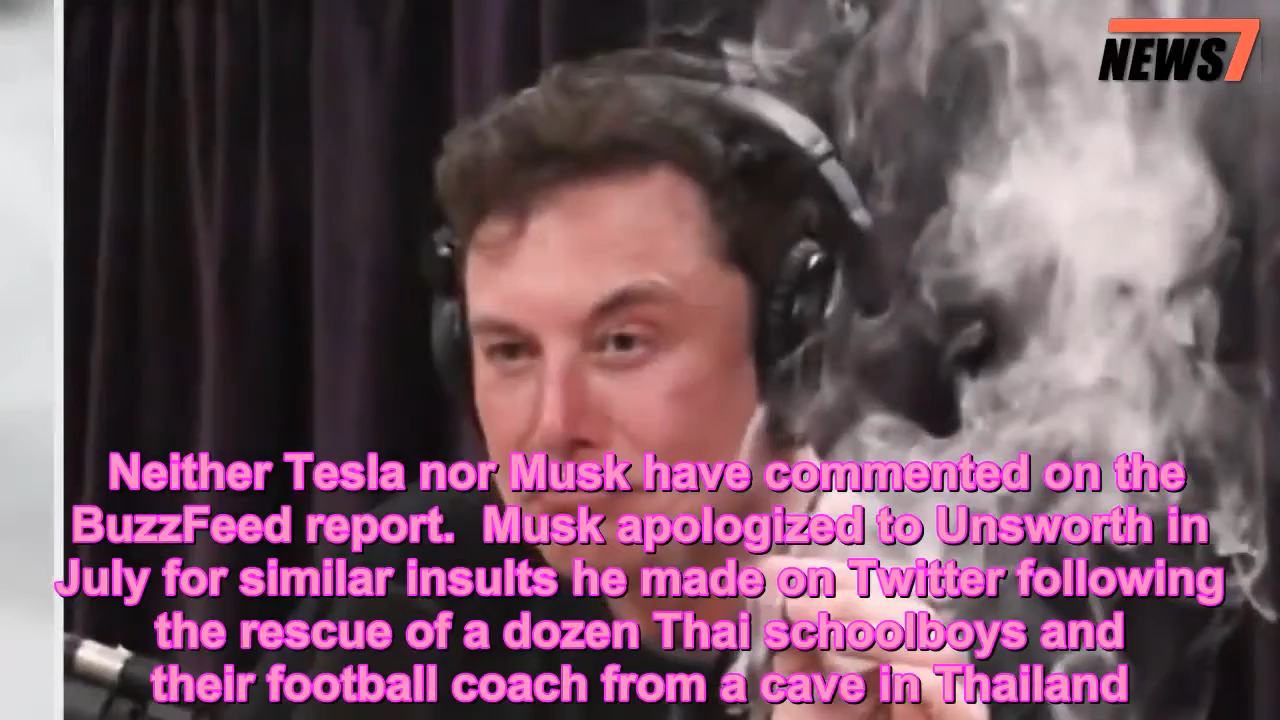 NEWS7
Neither Tesla nor Musk have commented on the
BuzzFeed report.  Musk apologized to Unsworth in
July for similar insults he made on Twitter following
the rescue of a dozen Thai schoolboys and
their football coach from a cave in Thailand